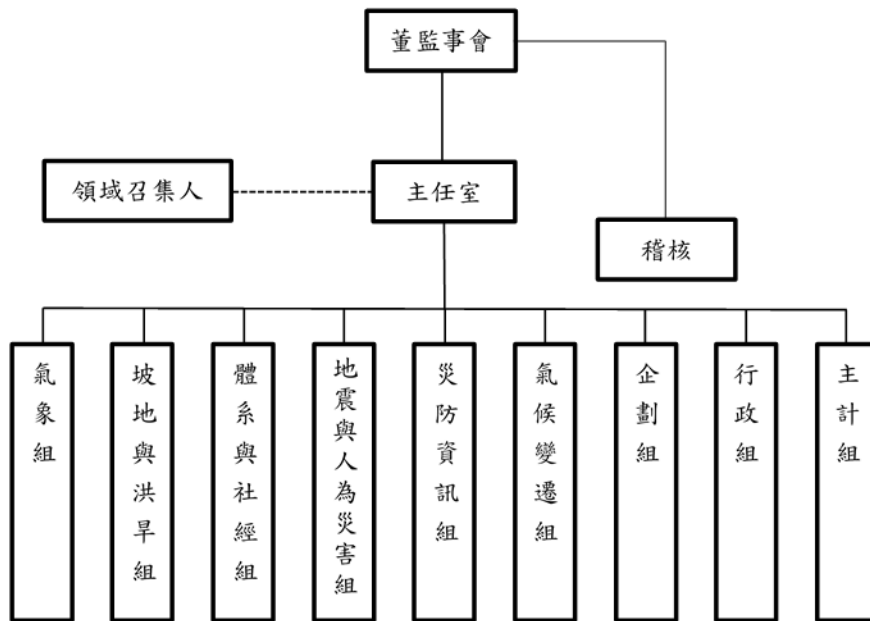 董監事會
領域召集人
主任室
稽核
氣象組
坡地與洪旱組
體系與社經組
地震與人為災害組
災防資訊組
氣候變遷組
企劃組
行政組
主計組